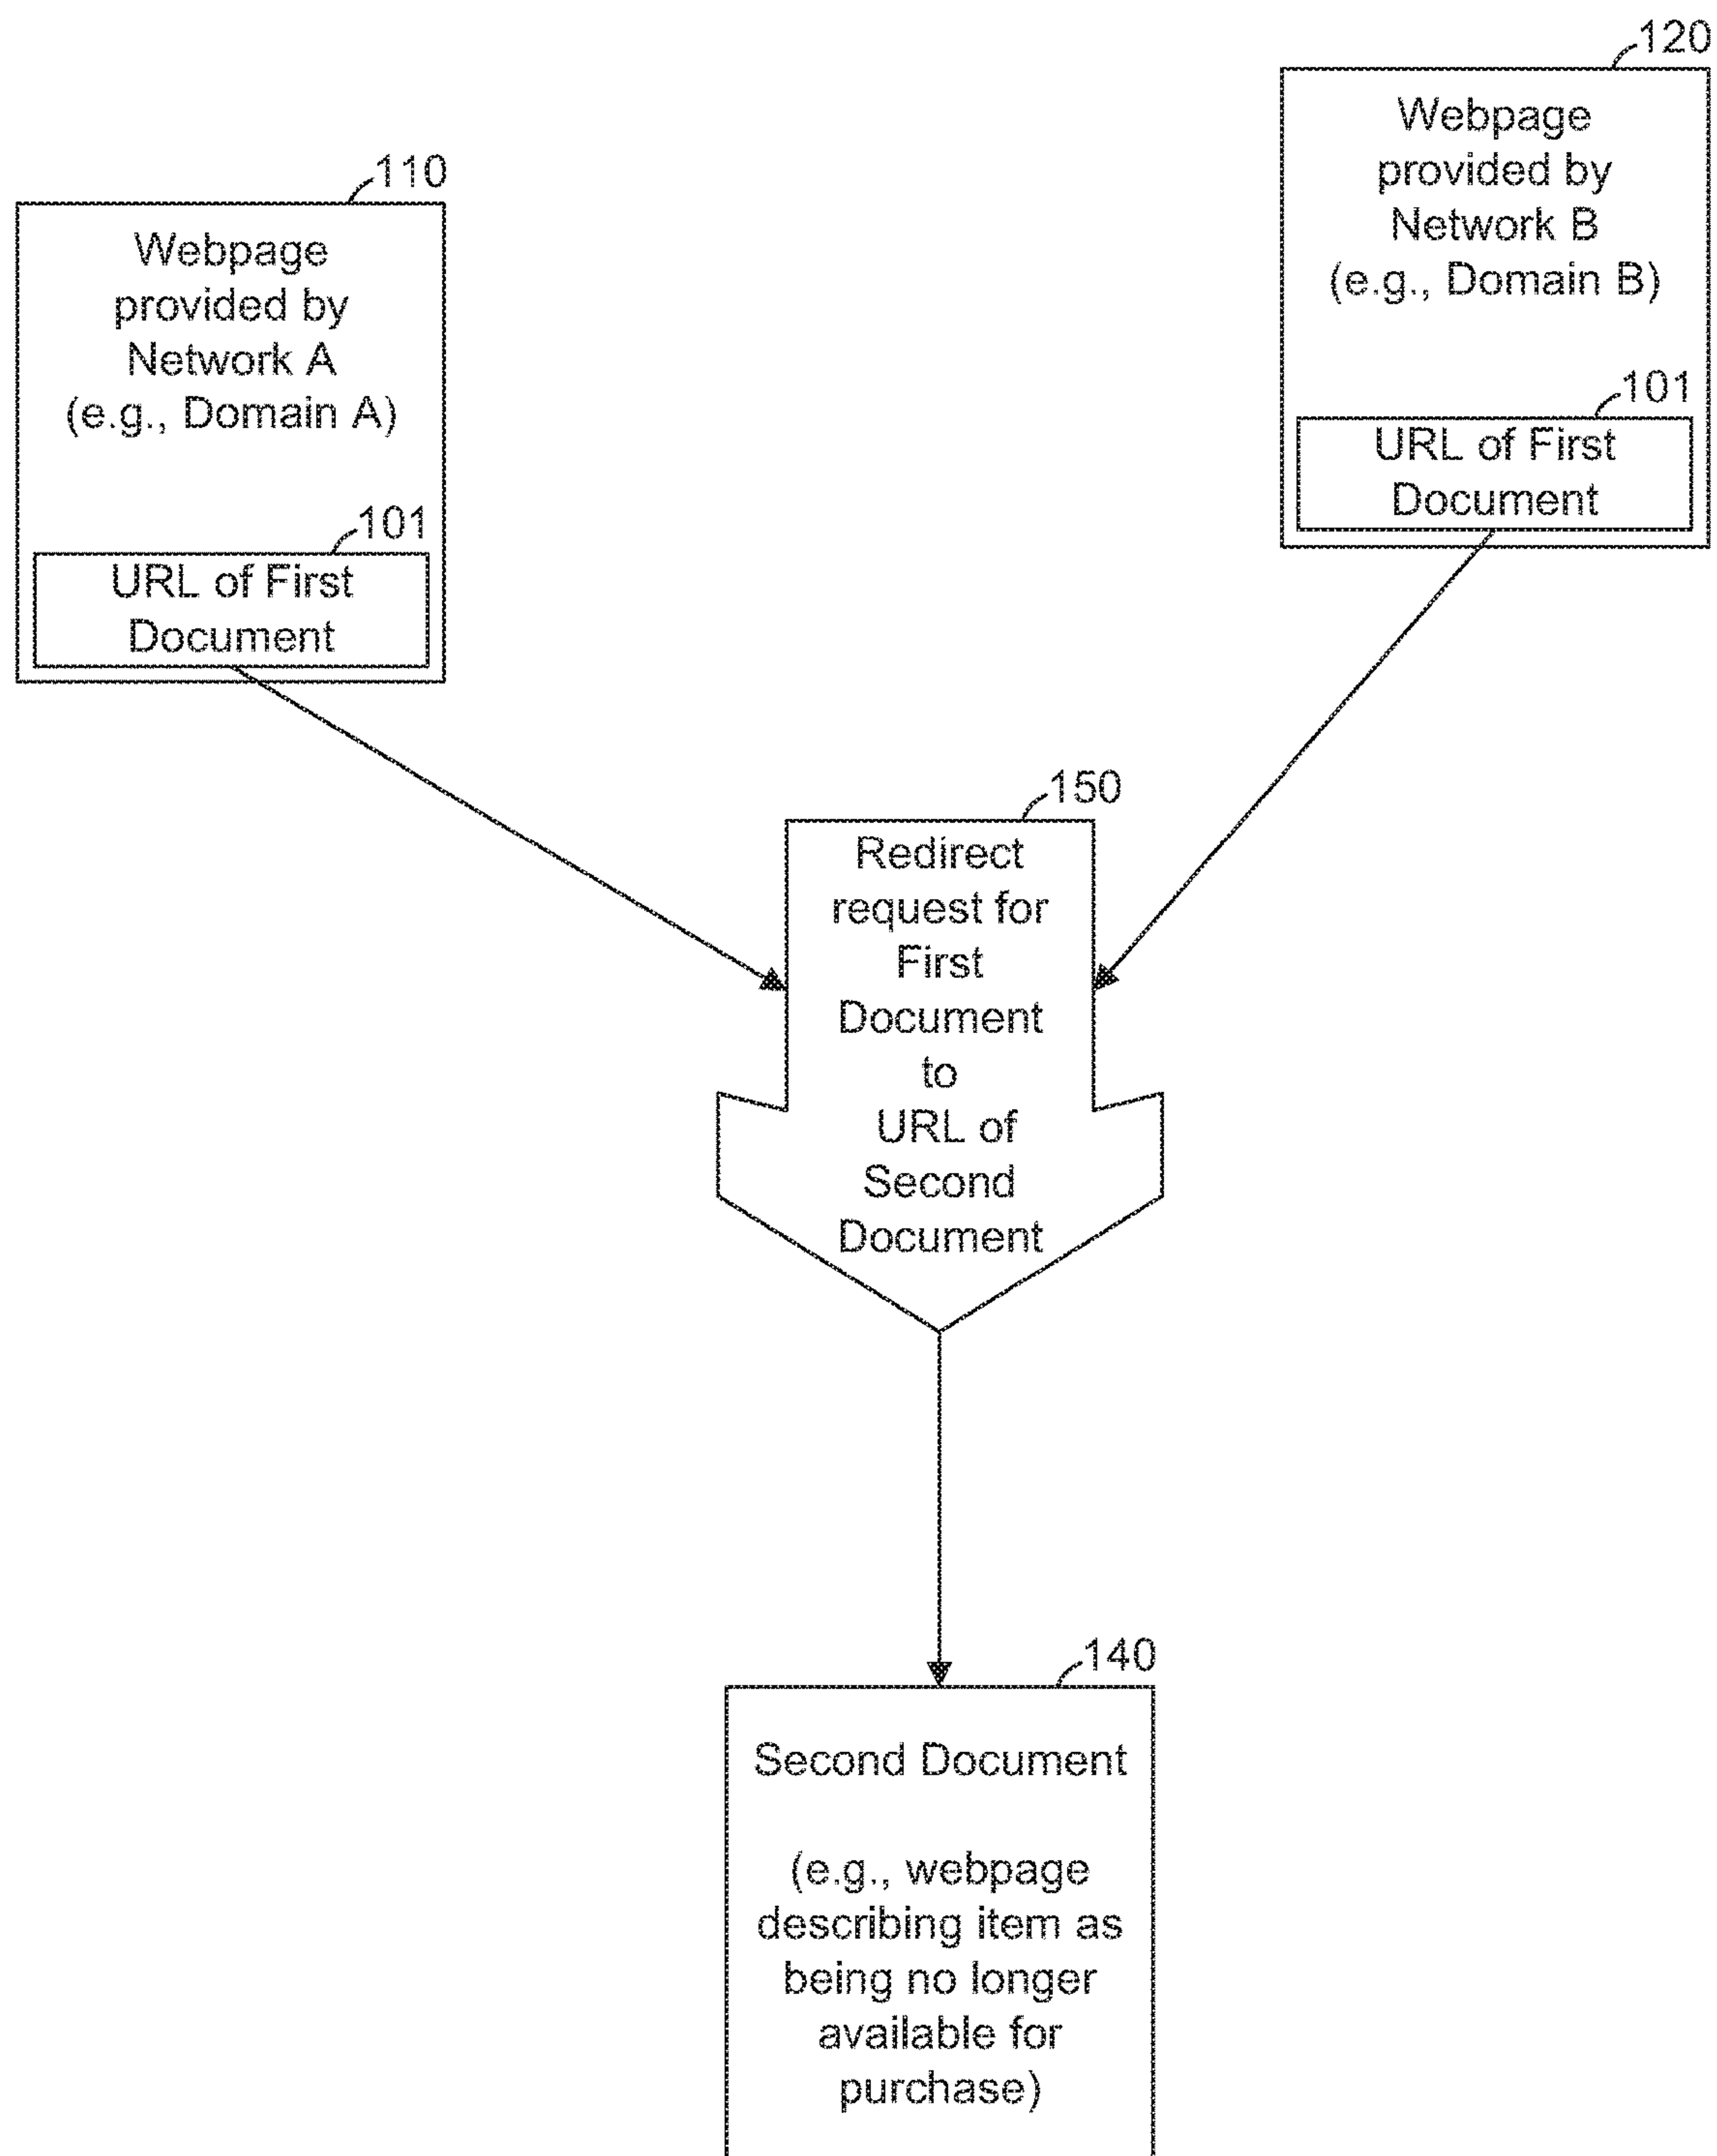 120
Webpage
provided by
Network B
(e.g., Domain B)
101
URL of First
Document
110
Webpage
provided by
Network A
(e.g., Domain A)
101
URL of First
Document
150
Redirect
request for
First
Document
to
URL of
Second
Document
140
Second Document
(e.g., webpage
describing item as
being no longer
available for
purchase)